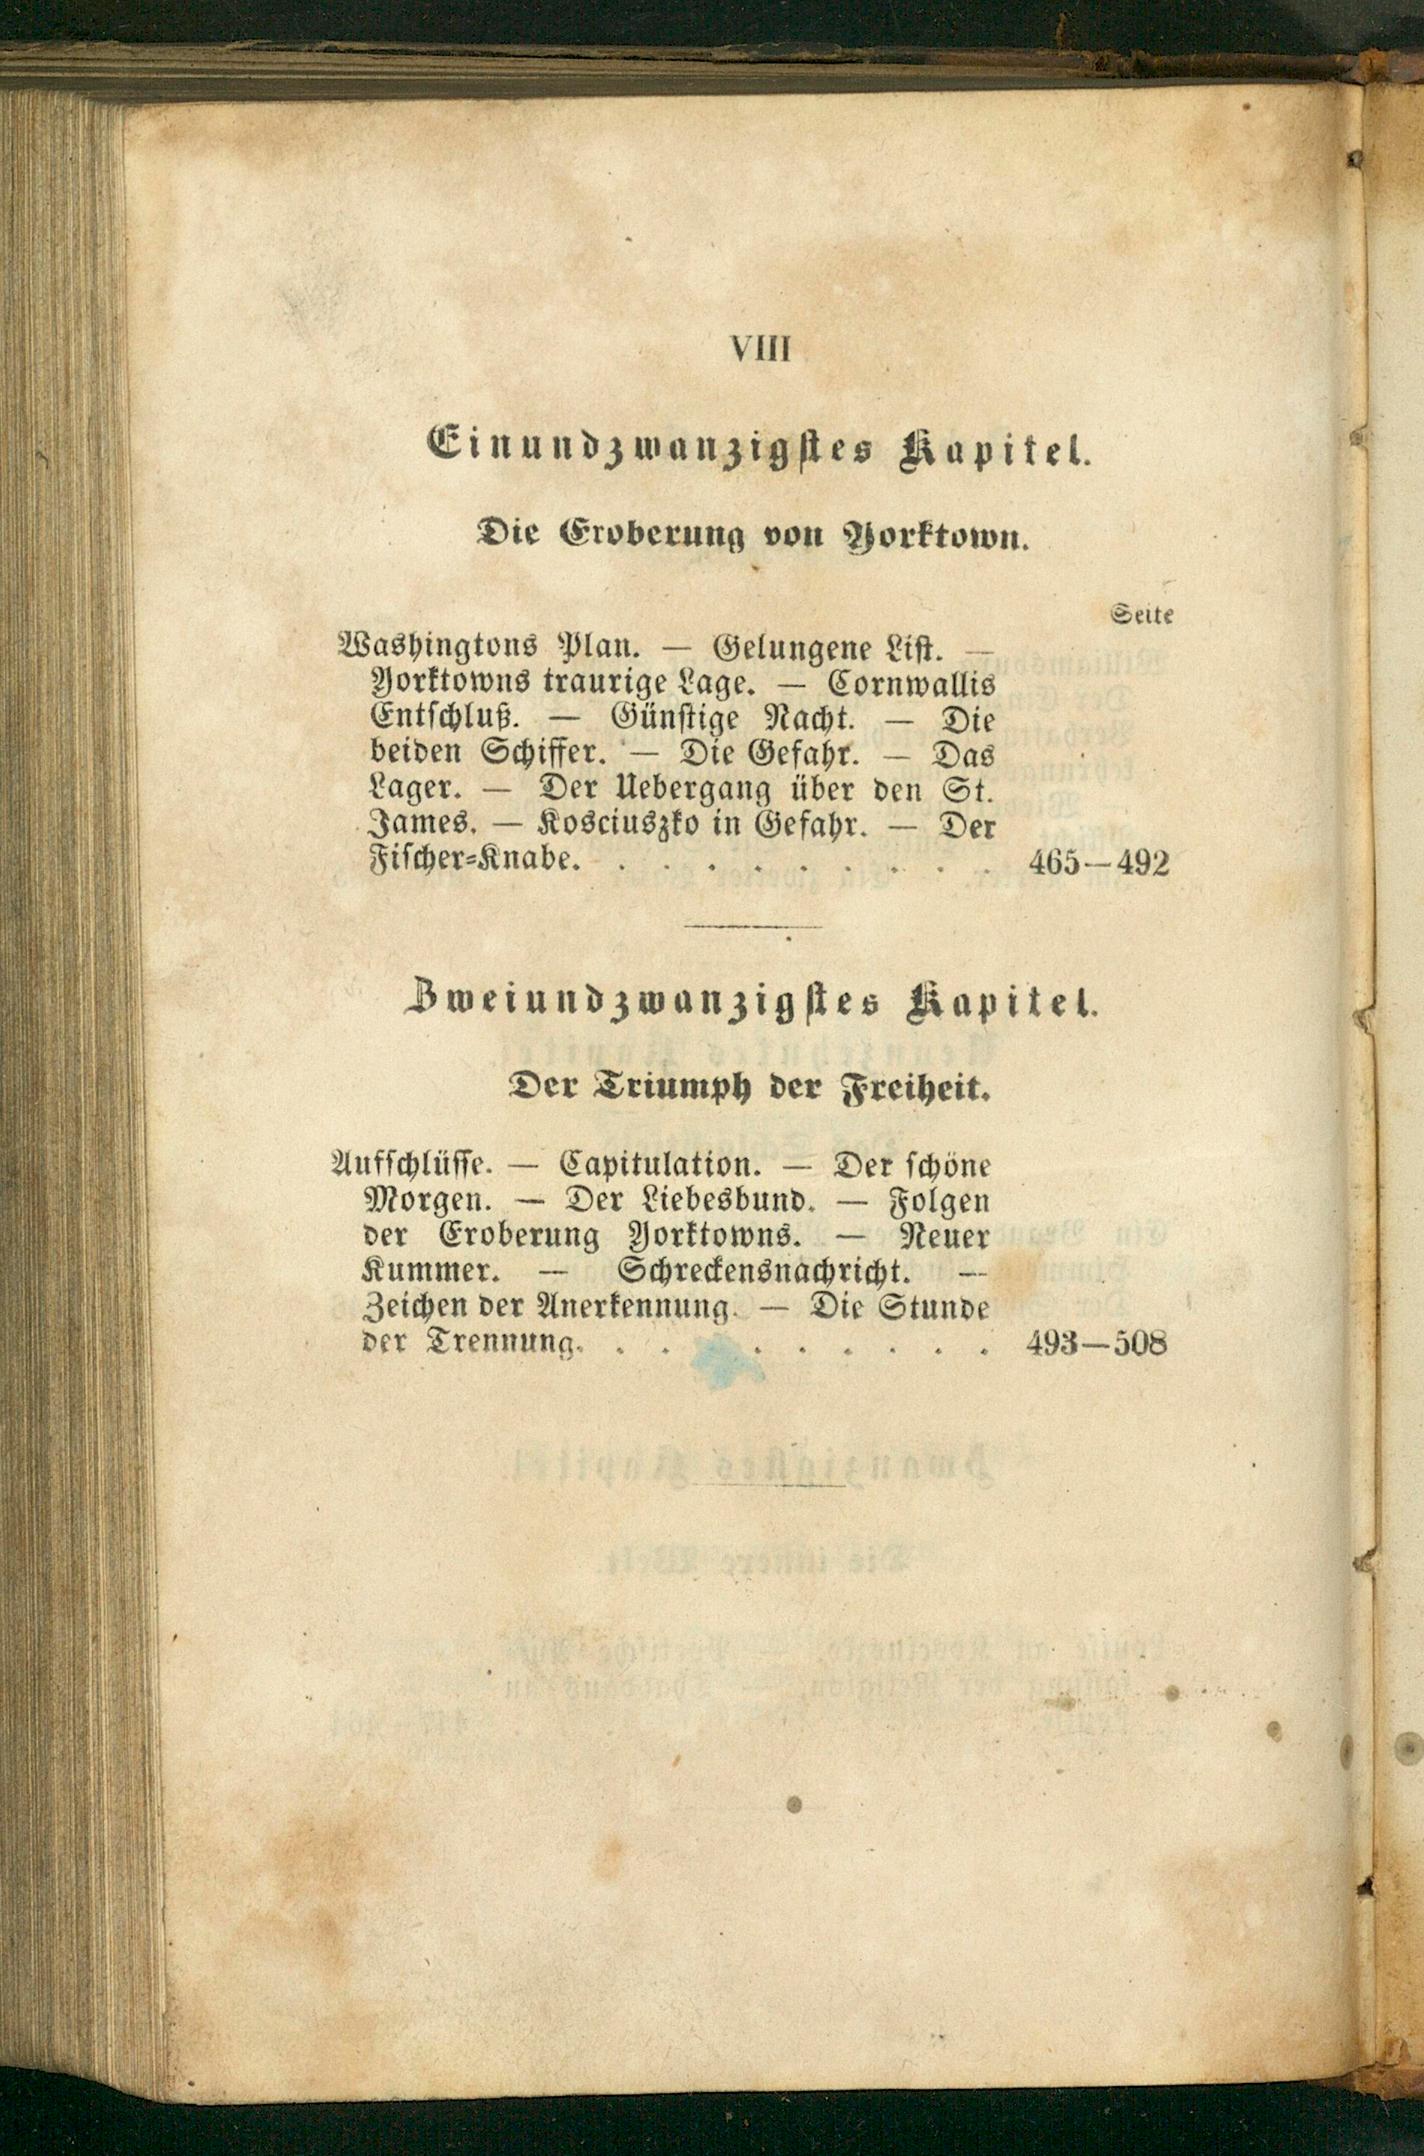 VIII
Einundzwanzigstes Kapitel.
Die Eroberung von Yorktown.
Seite
Washingtons Plan. — Gelungene List. —
Yorktowns traurige Lage. — Cornwallis
Entschluß. — Günstige Nacht. — Die
beiden Schiffer. — Die Gefahr. — Das
Lager. — Der Uebergang über den St.
James. — Kosciuszko in Gefahr. — Der
Fischer-Knabe. . . . . . . . . . 465—492
Zweiundzwanzigstes Kapitel.
Der Triumph der Freiheit.
Aufschlüsse. — Capitulation. — Der schöne
Morgen. — Der Liebesbund. — Folgen
der Eroberung Yorktowns. — Neuer
Kummer. — Schreckensnachricht. —
Zeichen der Anerkennung. — Die Stunde
der Trennung. . . . . . . . . 493—508